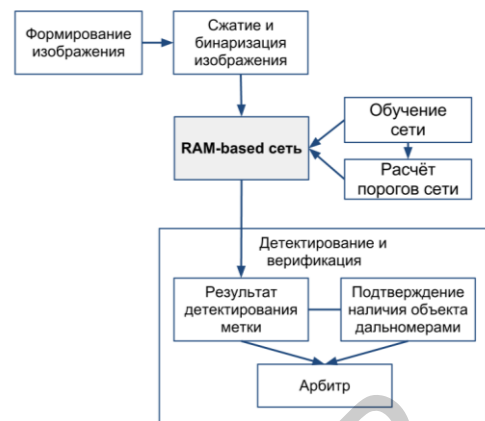 Формирование
изображения
Сжатие и
бинаризация
изображения
RAM-based сеть
Обучение
сети
Расчёт
порогов сети
Детектирование и
верификация
Результат
детектирования
метки
Подтверждение
наличия объекта
дальномерами
Арбитр